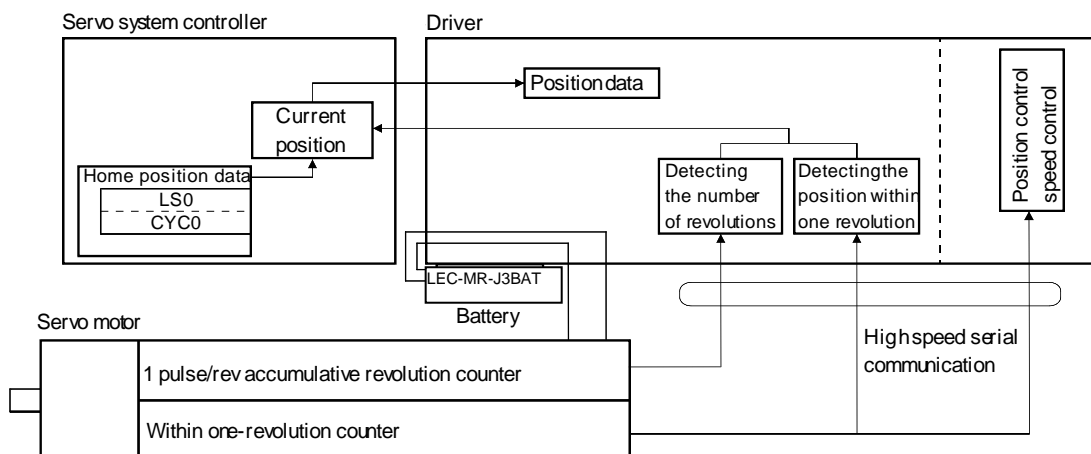 Servo system controller
Driver
Position data
Current
position
Position control
speed control
Home position data
LS0
CYC0
Detecting
the number
of revolutions
Detecting the
position within
one revolution
LEC-MR-J3BAT
Battery
Servo motor
High speed serial
communication
1 pulse/rev accumulative revolution counter
Within one-revolution counter